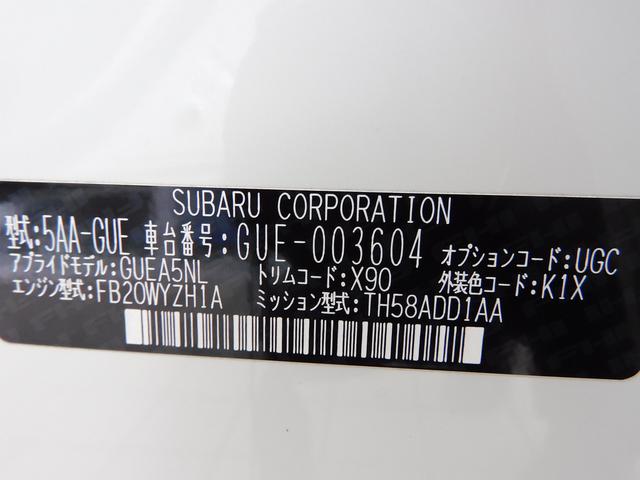 SUBARU CORPORATION
型式:5AA-GUE 車台番号:GUE-003604 オプションコード:UGC
アプライドモデル:GUEA5NL トリムコード:X90 外装色コード:K1X
エンジン型式:FB20WYZH1A ミッション型式:TH58ADD1AA